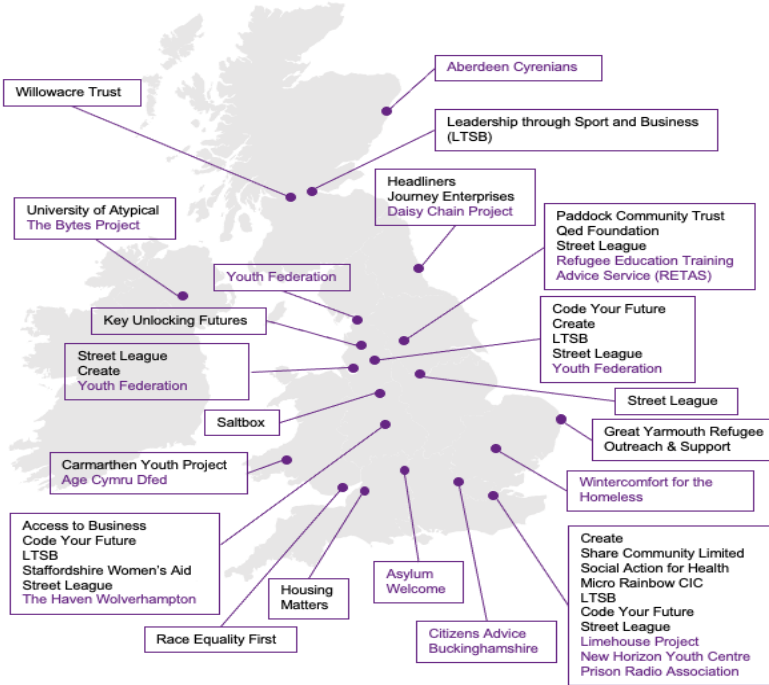 Aberdeen Cyrenians
Willowacre Trust
Leadership through Sport and Business
(LTSB)
Headliners
Journey Enterprises
Daisy Chain Project
University of Atypical
The Bytes Project
Paddock Community Trust
Qed Foundation
Street League
Refugee Education Training
Advice Service (RETAS)
Youth Federation
Key Unlocking Futures
Code Your Future
Create
LTSB
Street League
Youth Federation
Street League
Create
Youth Federation
Street League
Saltbox
Great Yarmouth Refugee
Outreach & Support
Carmarthen Youth Project
Age Cymru Dfed
Wintercomfort for the
Homeless
Access to Business
Code Your Future
LTSB
Staffordshire Women's Aid
Street League
The Haven Wolverhampton
Create
Share Community Limited
Social Action for Health
Micro Rainbow CIC
LTSB
Code Your Future
Street League
Limehouse Project
New Horizon Youth Centre
Prison Radio Association
Asylum
Welcome
Housing
Matters
Citizens Advice
Buckinghamshire
Race Equality First